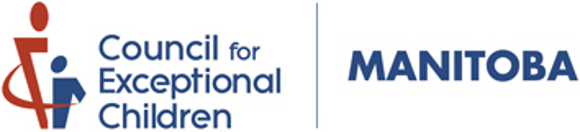 Council for
Exceptional
Children
MANITOBA